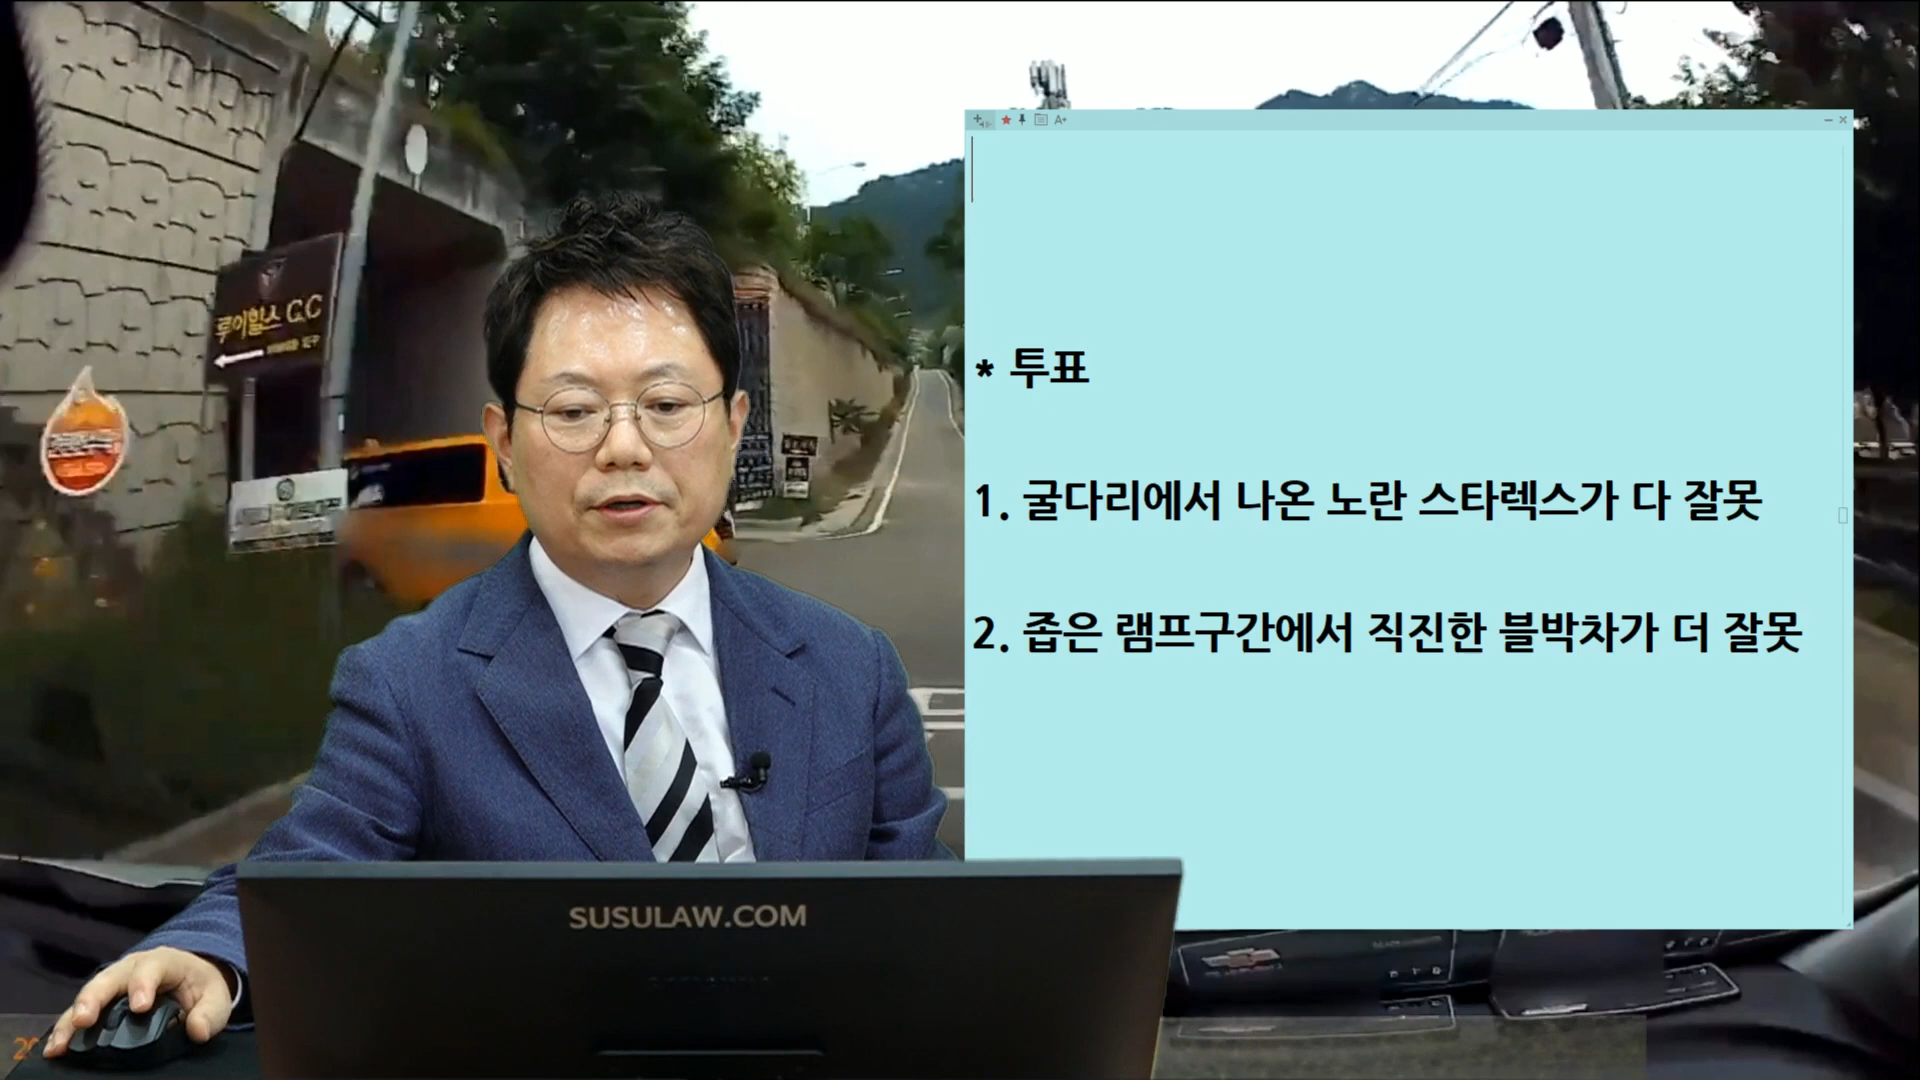 루이힐스 G.C
A+
* 투표
1. 굴다리에서 나온 노란 스타렉스가 다 잘못
2. 좁은 램프구간에서 직진한 블박차가 더 잘못
SUSULAW.COM